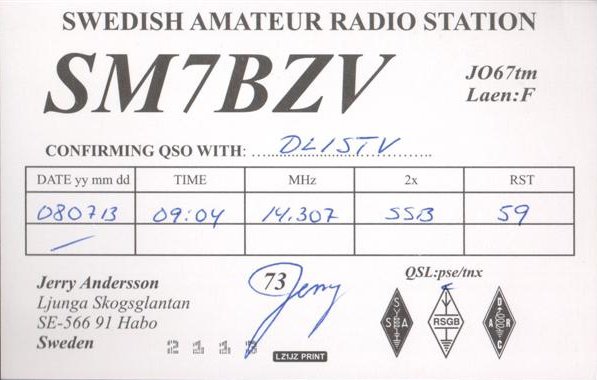 SWEDISH AMATEUR RADIO STATION
SM7BZV
JO67tm
Laen:F
CONFIRMING QSO WITH: DL1STV
DATE yy mm dd TIME MHz 2x RST
080713 09:04 14.307 SSB 59
Jerry Andersson
Ljunga Skogsglantan
SE-566 91 Habo
Sweden
73 Jerry
QSL:pse/tnx
SSA
RSGB
DARC
LZ1JZ PRINT